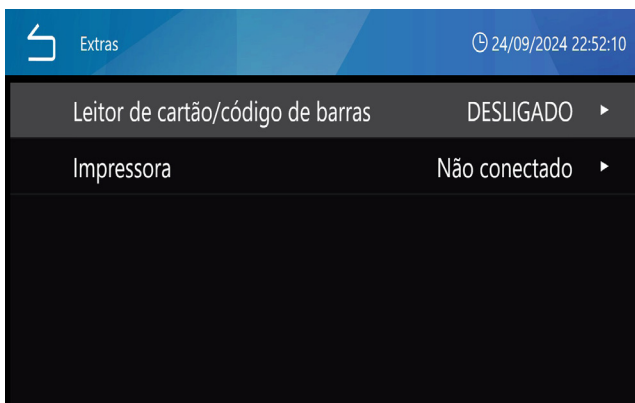 Extras 24/09/2024 22:52:10
Leitor de cartão/código de barras DESLIGADO
Impressora Não conectado